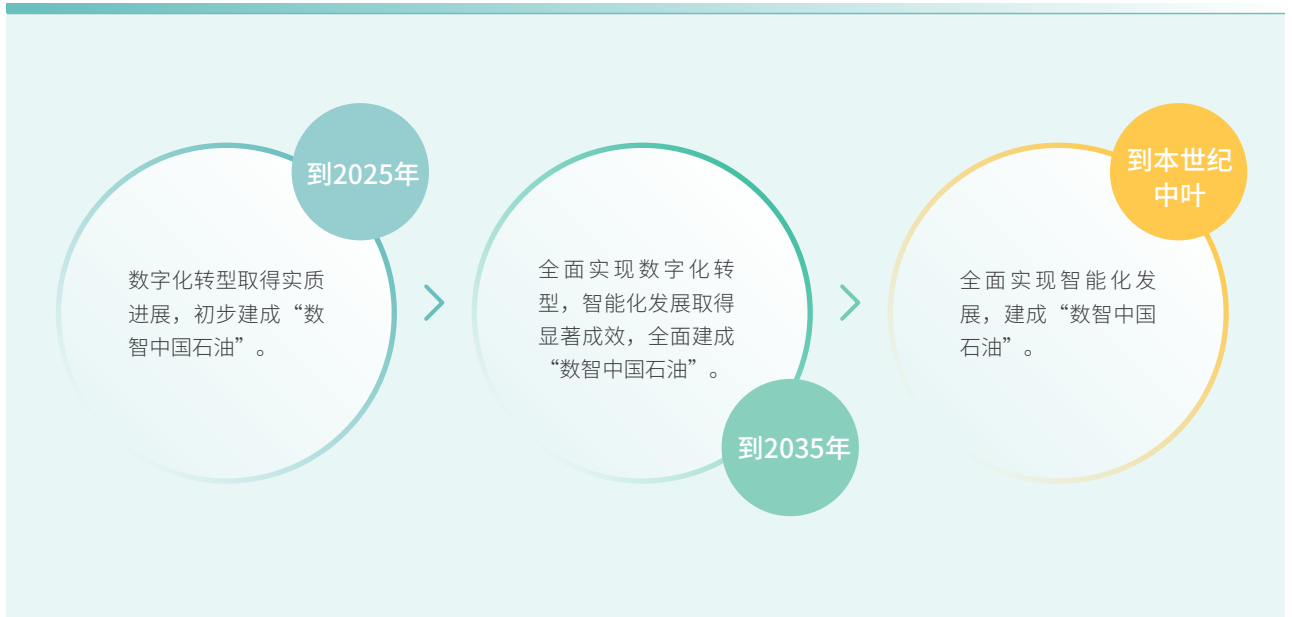 到2025年
数字化转型取得实质
进展，初步建成“数
智中国石油”。
全面实现数字化转
型，智能化发展取得
显著成效，全面建成
“数智中国石油”。
到2035年
到本世纪
中叶
全面实现智能化发
展，建成“数智中国
石油”。